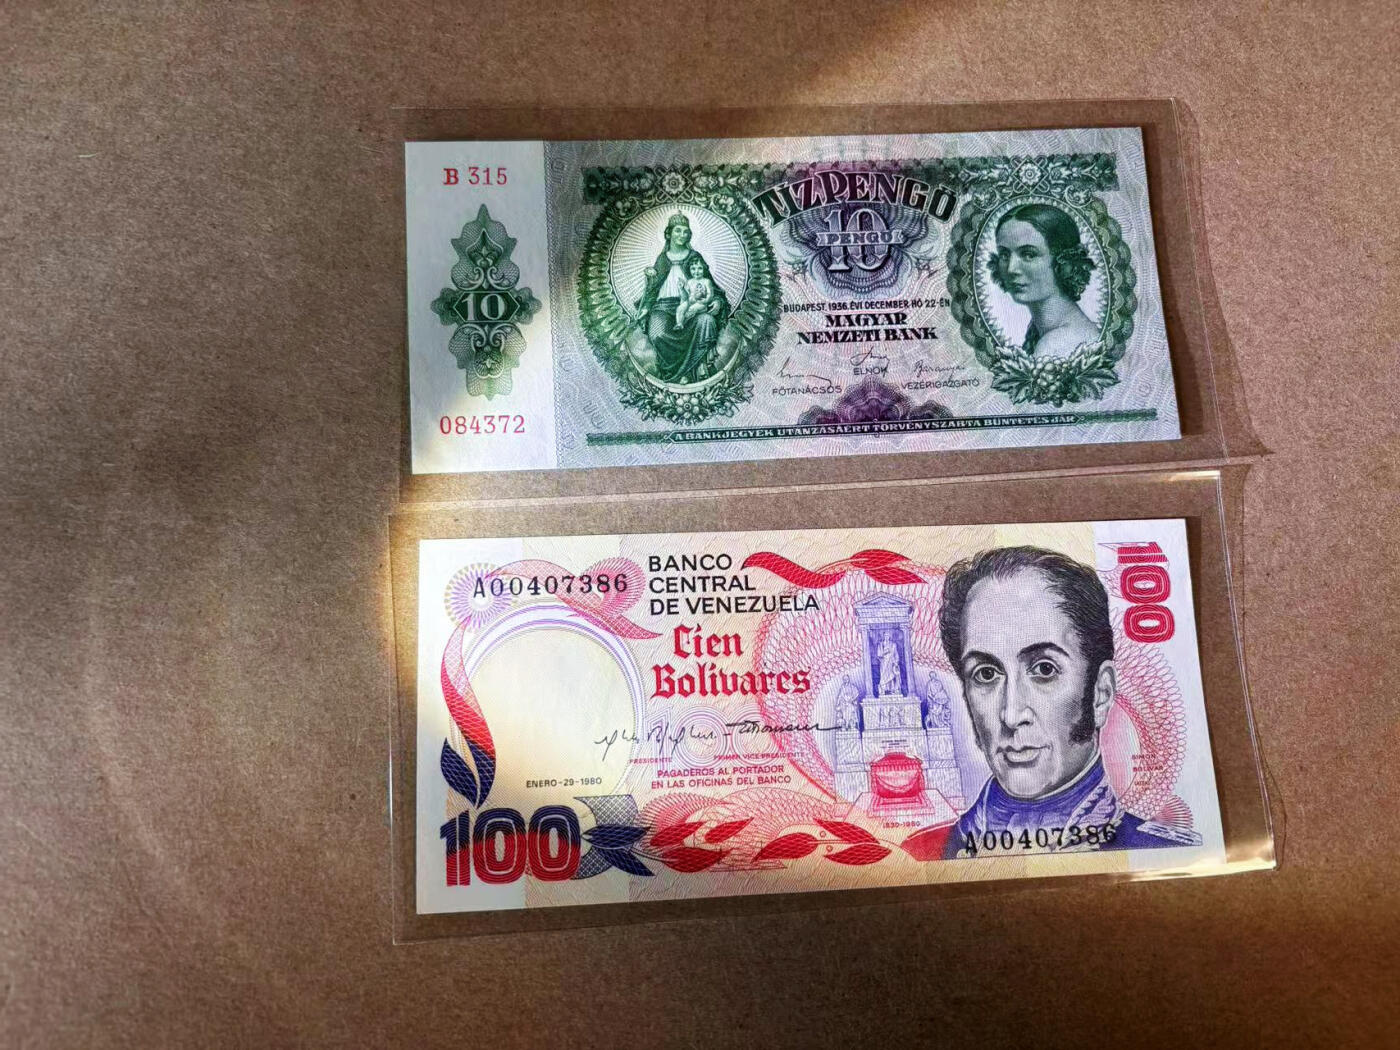 B 315
TÍZPENGŐ
10
PENGŐ
10
BUDAPEST, 1936. ÉVI DECEMBER HÓ 22-ÉN
MAGYAR
NEMZETI BANK
ELNÖK
FŐTANÁCSOS
VEZÉRIGAZGATÓ
084372
A BANKJEGYEK UTÁNZÁSÁÉRT TÖRVÉNYSZABTA BÜNTETÉS JÁR
BANCO
CENTRAL
DE VENEZUELA
A00407386
100
Cien
Bolívares
PRESIDENTE
PRIMER VICE-PRESIDENTE
PAGADEROS AL PORTADOR
EN LAS OFICINAS DEL BANCO
ENERO-29-1980
SIMON
BOLIVAR
1830-1980
100
A00407386